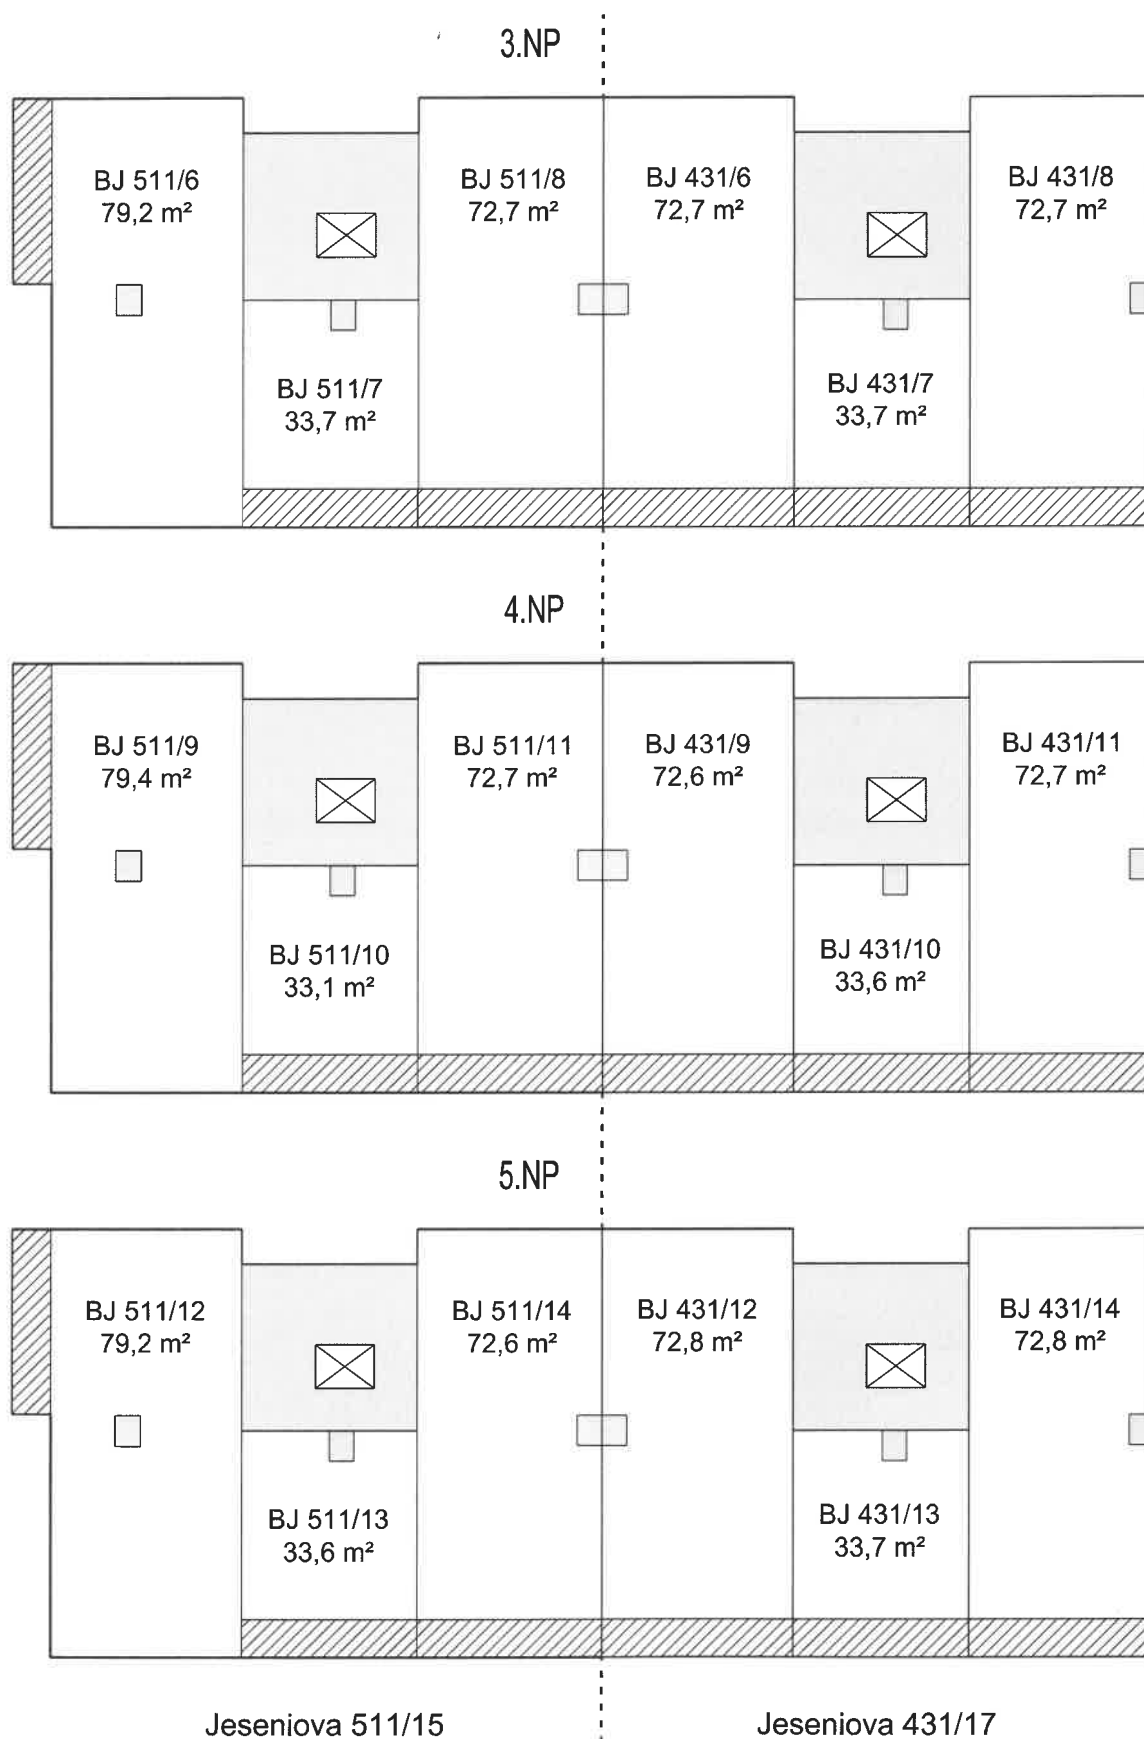 3.NP
BJ 511/6
79,2 m²
BJ 511/8
72,7 m²
BJ 431/6
72,7 m²
BJ 431/8
72,7 m²
BJ 511/7
33,7 m²
BJ 431/7
33,7 m²
4.NP
BJ 511/9
79,4 m²
BJ 511/11
72,7 m²
BJ 431/9
72,6 m²
BJ 431/11
72,7 m²
BJ 511/10
33,1 m²
BJ 431/10
33,6 m²
5.NP
BJ 511/12
79,2 m²
BJ 511/14
72,6 m²
BJ 431/12
72,8 m²
BJ 431/14
72,8 m²
BJ 511/13
33,6 m²
BJ 431/13
33,7 m²
Jeseniova 511/15
Jeseniova 431/17